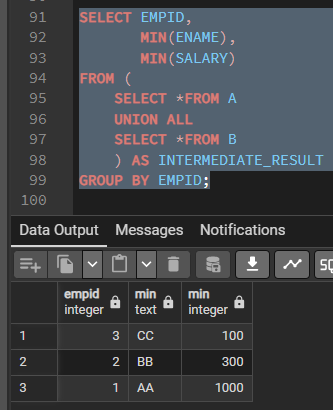 91 SELECT EMPID,
92 MIN(ENAME),
93 MIN(SALARY)
94 FROM (
95 SELECT *FROM A
96 UNION ALL
97 SELECT *FROM B
98 ) AS INTERMEDIATE_RESULT
99 GROUP BY EMPID;
100
Data Output Messages Notifications
SQ
empid integer min text min integer
1 3 CC 100
2 2 BB 300
3 1 AA 1000